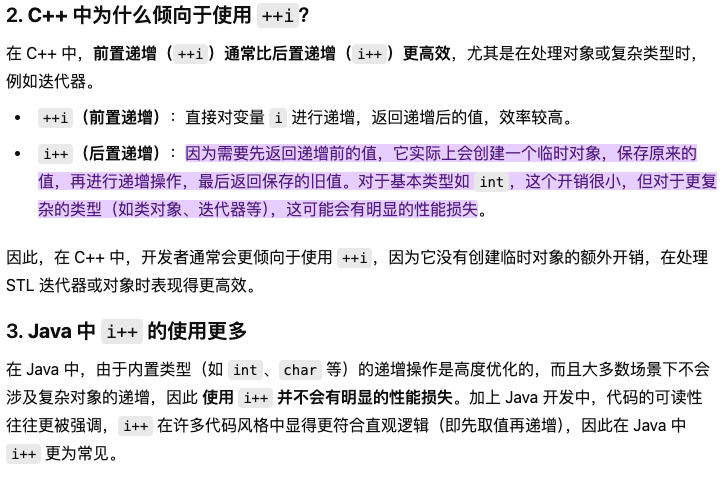 2. C++ 中为什么倾向于使用 ++i?
在 C++ 中，前置递增（++i）通常比后置递增（i++）更高效，尤其是在处理对象或复杂类型时，
例如迭代器。
• ++i（前置递增）：直接对变量 i 进行递增，返回递增后的值，效率较高。
• i++（后置递增）：因为需要先返回递增前的值，它实际上会创建一个临时对象，保存原来的
值，再进行递增操作，最后返回保存的旧值。对于基本类型如 int，这个开销很小，但对于更复
杂的类型（如类对象、迭代器等），这可能会有明显的性能损失。
因此，在 C++ 中，开发者通常会更倾向于使用 ++i，因为它没有创建临时对象的额外开销，在处理
STL 迭代器或对象时表现得更高效。
3. Java 中 i++ 的使用更多
在 Java 中，由于内置类型（如 int、char 等）的递增操作是高度优化的，而且大多数场景下不会
涉及复杂对象的递增，因此 使用 i++ 并不会有明显的性能损失。加上 Java 开发中，代码的可读性
往往更被强调，i++ 在许多代码风格中显得更符合直观逻辑（即先取值再递增），因此在 Java 中
i++ 更为常见。